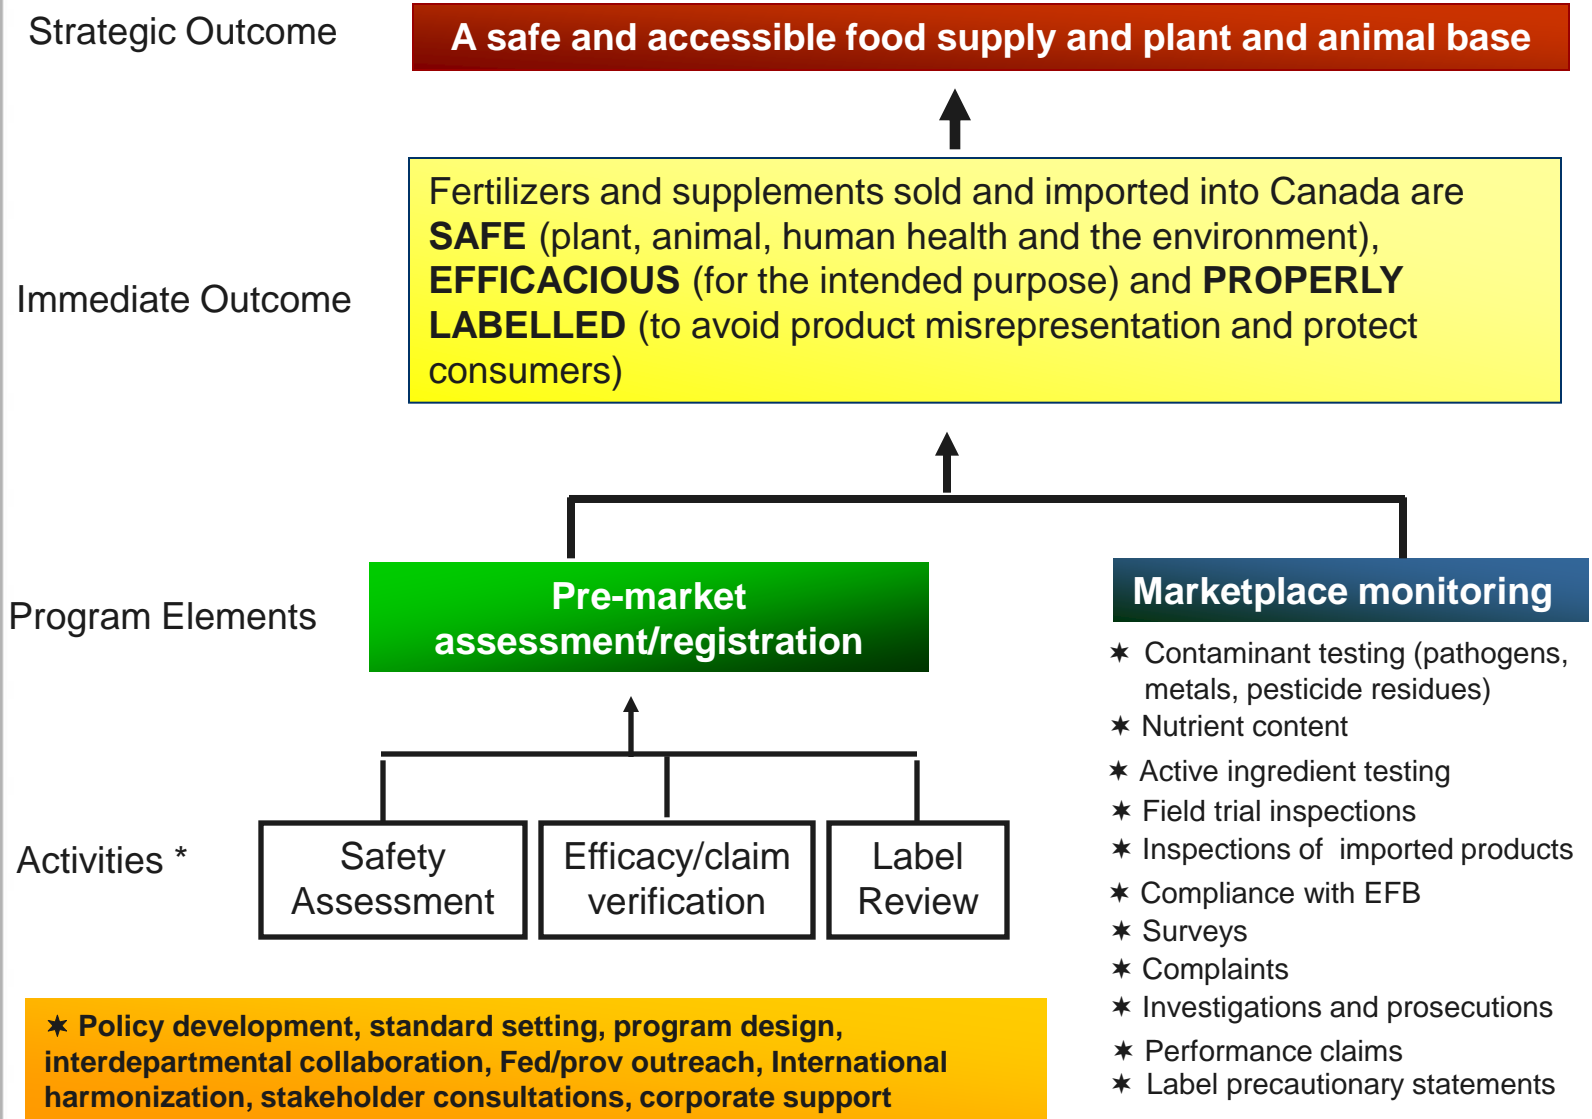 Strategic Outcome
A safe and accessible food supply and plant and animal base
Immediate Outcome
Fertilizers and supplements sold and imported into Canada are
SAFE (plant, animal, human health and the environment),
EFFICACIOUS (for the intended purpose) and PROPERLY
LABELLED (to avoid product misrepresentation and protect
consumers)
Program Elements
Pre-market
assessment/registration
Marketplace monitoring
✶ Contaminant testing (pathogens,
metals, pesticide residues)
✶ Nutrient content
✶ Active ingredient testing
✶ Field trial inspections
✶ Inspections of imported products
✶ Compliance with EFB
✶ Surveys
✶ Complaints
✶ Investigations and prosecutions
✶ Performance claims
✶ Label precautionary statements
Activities *
Safety
Assessment
Efficacy/claim
verification
Label
Review
✶ Policy development, standard setting, program design,
interdepartmental collaboration, Fed/prov outreach, International
harmonization, stakeholder consultations, corporate support